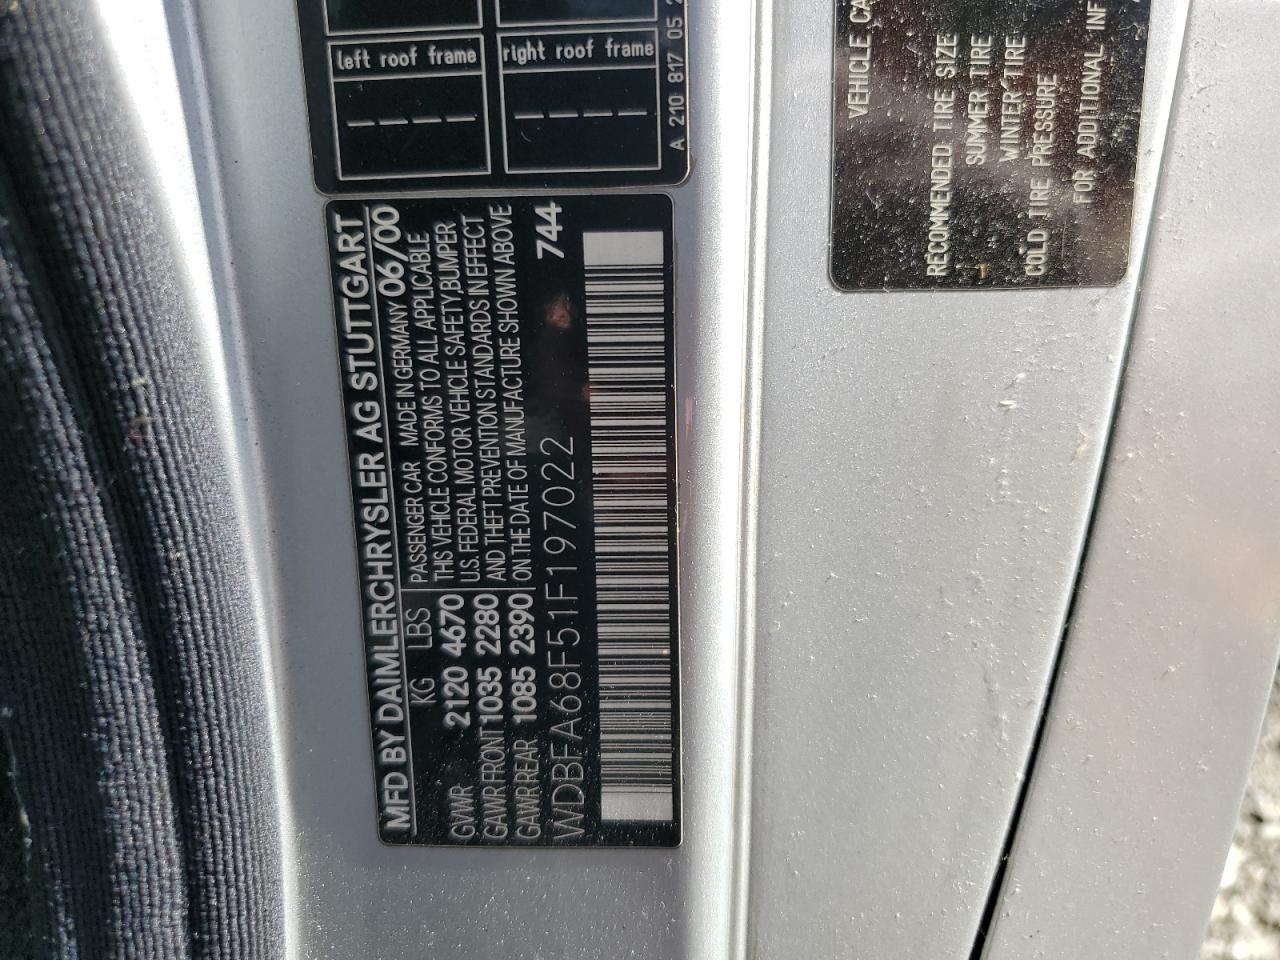 left roof frame
right roof frame
A 210 817 05 2
MFD BY DAIMLERCHRYSLER AG STUTTGART
KG LBS PASSENGER CAR MADE IN GERMANY 06/00
THIS VEHICLE CONFORMS TO ALL APPLICABLE
GVWR 2120 4670 U.S. FEDERAL MOTOR VEHICLE SAFETY,BUMPER
GAWR FRONT 1035 2280 AND THEFT PREVENTION STANDARDS IN EFFECT
GAWR REAR 1085 2390 ON THE DATE OF MANUFACTURE SHOWN ABOVE
WDBFA68F51F197022 744
VEHICLE CA
RECOMMENDED TIRE SIZE
SUMMER TIRE
WINTER TIRE
COLD TIRE PRESSURE
FOR ADDITIONAL INF